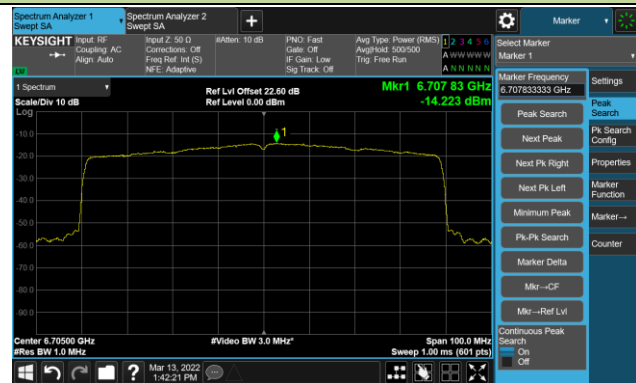 Spectrum Analyzer 1
Swept SA
Spectrum Analyzer 2
Swept SA
Marker
KEYSIGHT
Input: RF
Coupling: AC
Align: Auto
Input Z: 50 Ω
Corrections: Off
Freq Ref: Int (S)
NFE: Adaptive
#Atten: 10 dB
PNO: Fast
Gate: Off
IF Gain: Low
Sig Track: Off
Avg Type: Power (RMS)
Avg|Hold: 500/500
Trig: Free Run
1 2 3 4 5 6
A W W W W W
A N N N N N
LW
Select Marker
Marker 1
1 Spectrum
Scale/Div 10 dB
Log
Ref Lvl Offset 22.60 dB
Ref Level 0.00 dBm
Mkr1 6.707 83 GHz
-14.223 dBm
1
-10.0
-20.0
-30.0
-40.0
-50.0
-60.0
-70.0
-80.0
-90.0
Center 6.70500 GHz
#Res BW 1.0 MHz
#Video BW 3.0 MHz*
Span 100.0 MHz
Sweep 1.00 ms (601 pts)
Marker Frequency
6.707833333 GHz
Peak Search
Next Peak
Next Pk Right
Next Pk Left
Minimum Peak
Pk-Pk Search
Marker Delta
Mkr→CF
Mkr→Ref Lvl
Continuous Peak
Search
On
Off
Settings
Peak
Search
Pk Search
Config
Properties
Marker
Function
Marker→
Counter
Mar 13, 2022
1:42:21 PM